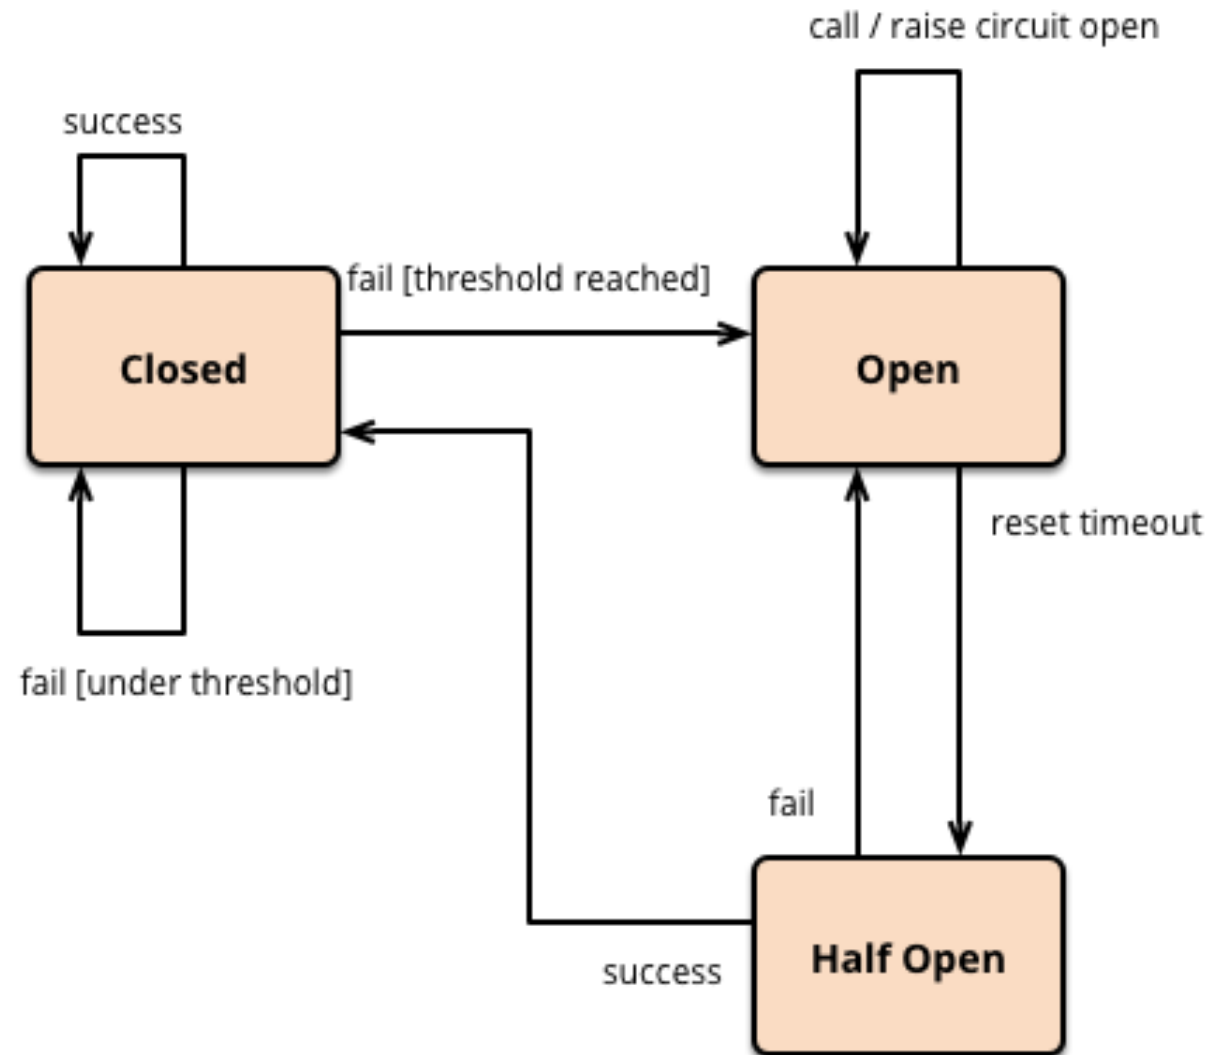 call / raise circuit open
success
fail [threshold reached]
Closed
Open
reset timeout
fail [under threshold]
fail
Half Open
success